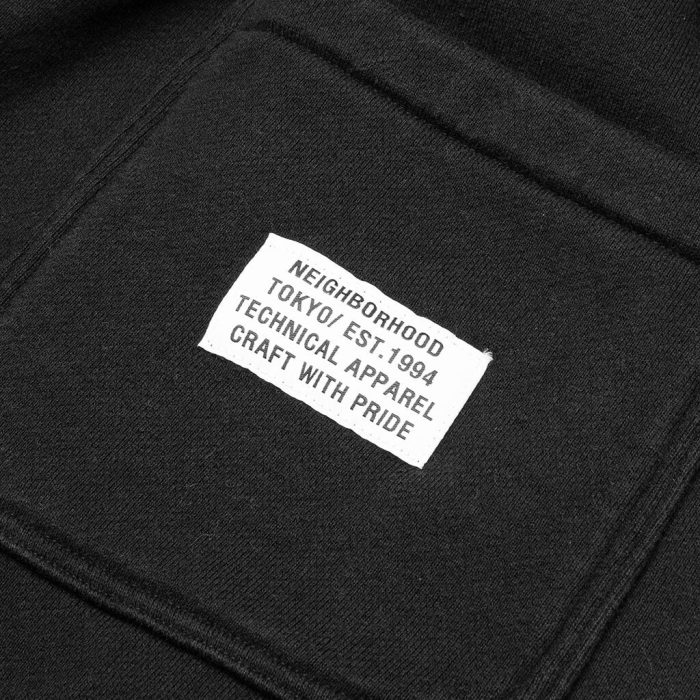 NEIGHBORHOOD
TOKYO/ EST.1994
TECHNICAL APPAREL
CRAFT WITH PRIDE